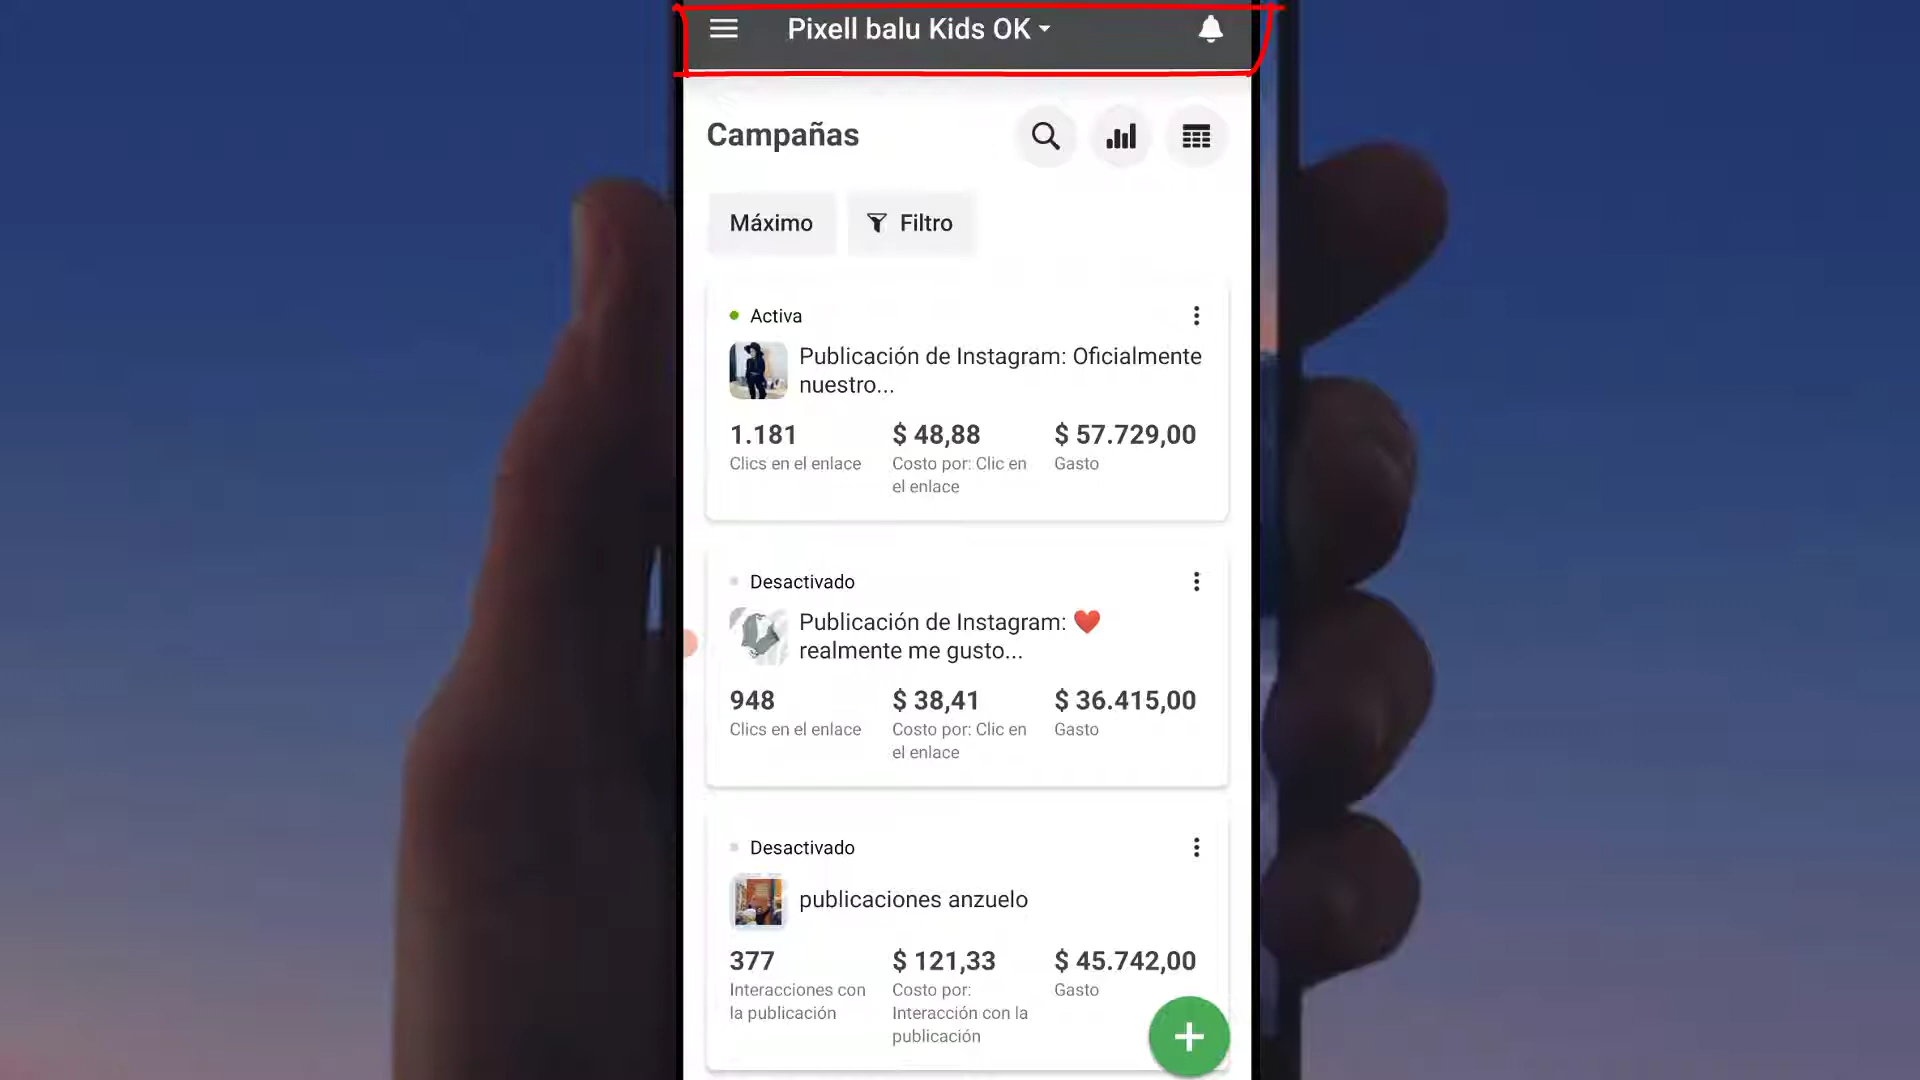 Pixell balu Kids OK
Campañas
Máximo
Filtro
Activa
Publicación de Instagram: Oficialmente
nuestro...
1.181
$ 48,88
$ 57.729,00
Clics en el enlace
Costo por: Clic en
el enlace
Gasto
Desactivado
Publicación de Instagram: ❤️
realmente me gusto...
948
$ 38,41
$ 36.415,00
Clics en el enlace
Costo por: Clic en
el enlace
Gasto
Desactivado
publicaciones anzuelo
377
$ 121,33
$ 45.742,00
Interacciones con
la publicación
Costo por:
Interacción con la
publicación
Gasto